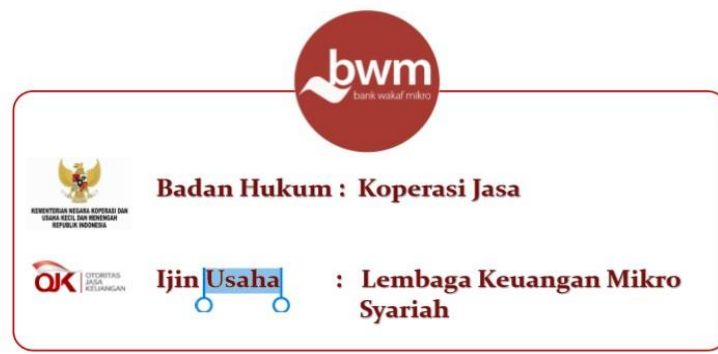 bwm
bank wakaf mikro
KEMENTERIAN NEGARA KOPERASI DAN
USAHA KECIL DAN MENENGAH
REPUBLIK INDONESIA
Badan Hukum : Koperasi Jasa
OJK OTORITAS
JASA
KEUANGAN
Ijin Usaha : Lembaga Keuangan Mikro
Syariah